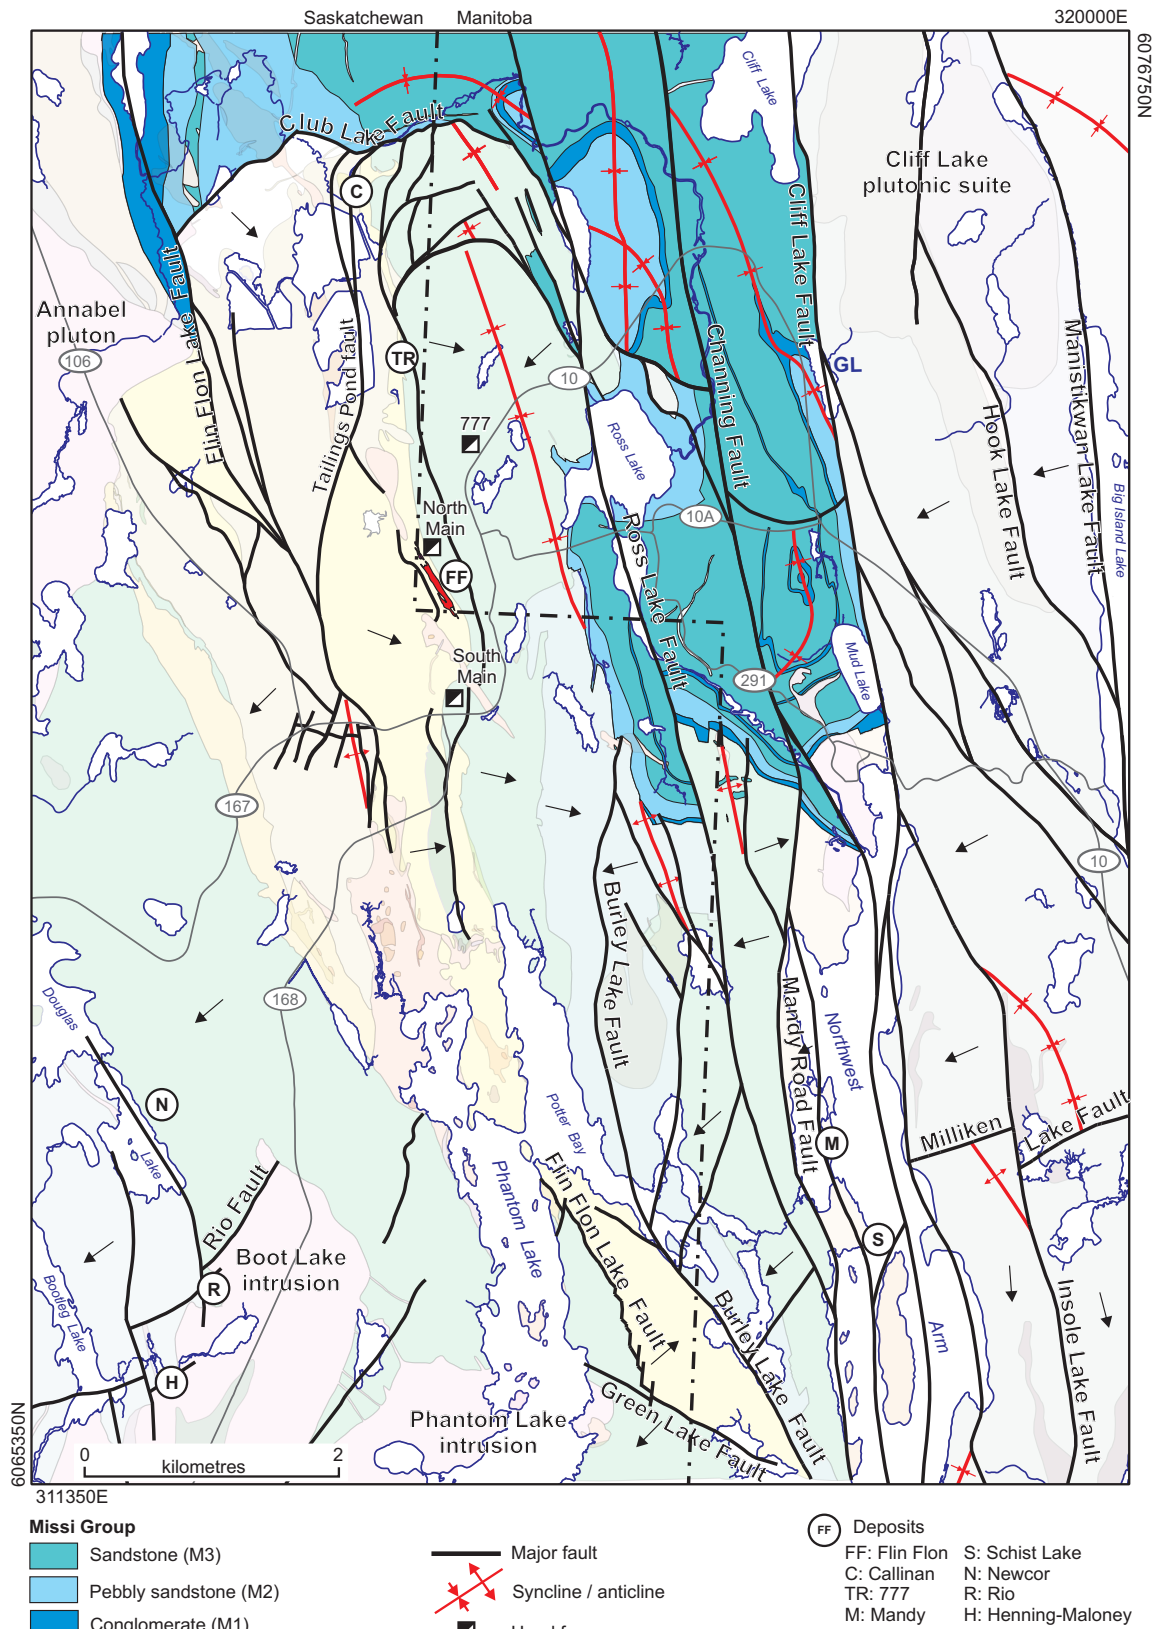 Saskatchewan
Manitoba
320000E
6076750N
Cliff Lake
Club Lake Fault
Cliff Lake
plutonic suite
C
Cliff Lake Fault
Flin Flon Lake Fault
Annabel
pluton
106
Tailings Pond fault
TR
10
GL
Channing Fault
Manistikwan Lake Fault
777
Ross Lake
Hook Lake Fault
Big Island Lake
North
Main
10A
FF
Ross Lake Fault
South
Main
291
Mud Lake
167
10
Burley Lake Fault
168
Douglas
Lake
Mandy Road Fault
Northwest
Arm
N
Potter Bay
Milliken
Lake Fault
M
Phantom Lake
Flin Flon Lake Fault
Rio Fault
S
Boot Lake
intrusion
R
Bootleg Lake
Burley Lake Fault
Insole Lake Fault
H
Green Lake Fault
Phantom Lake
intrusion
0
2
kilometres
6065350N
311350E
Missi Group
Sandstone (M3)
Pebbly sandstone (M2)
Conglomerate (M1)
Major fault
Syncline / anticline
FF
Deposits
FF: Flin Flon
S: Schist Lake
C: Callinan
N: Newcor
TR: 777
R: Rio
M: Mandy
H: Henning-Maloney